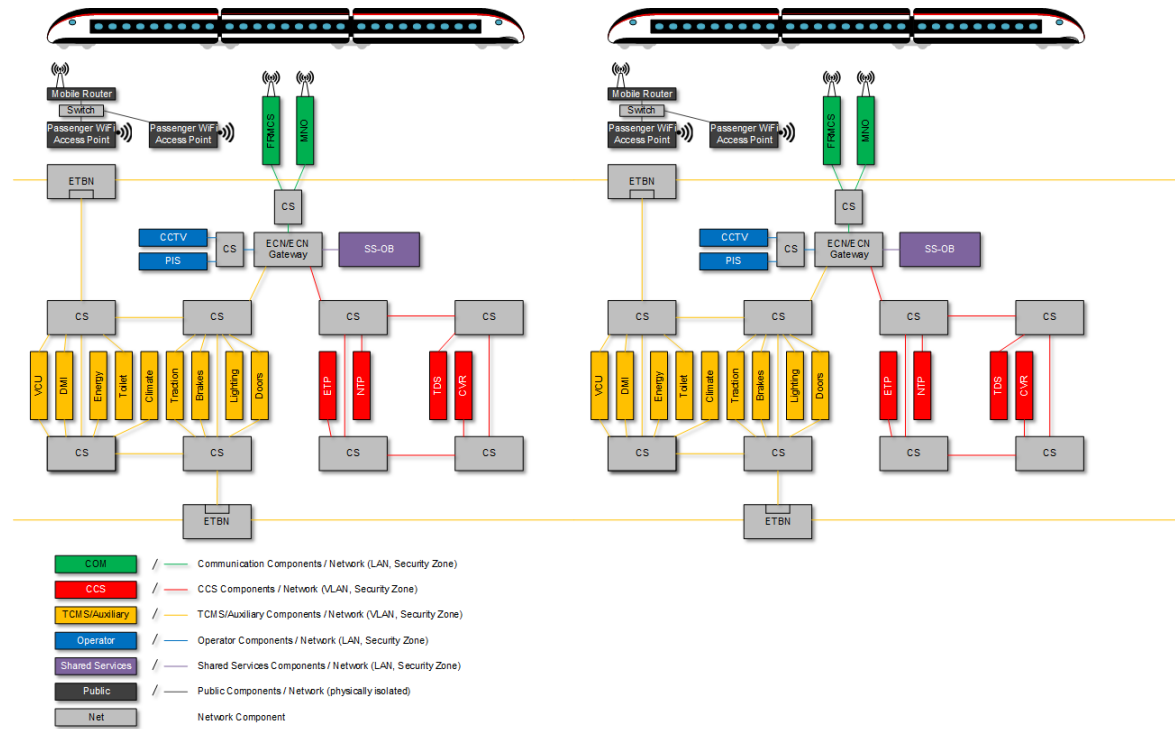 Mobile Router
Switch
Passenger WiFi
Access Point
Passenger WiFi
Access Point
FRMCS
MNO
ETBN
CS
CCTV
PIS
CS
ECN/ECN
Gateway
SS-OB
CS
CS
CS
CS
VCU
DMI
Energy
Toilet
Climate
Traction
Brakes
Lighting
Doors
ETP
NTP
TDS
CVR
CS
CS
CS
CS
ETBN
Mobile Router
Switch
Passenger WiFi
Access Point
Passenger WiFi
Access Point
FRMCS
MNO
ETBN
CS
CCTV
PIS
CS
ECN/ECN
Gateway
SS-OB
CS
CS
CS
CS
VCU
DMI
Energy
Toilet
Climate
Traction
Brakes
Lighting
Doors
ETP
NTP
TDS
CVR
CS
CS
CS
CS
ETBN
COM / Communication Components / Network (LAN, Security Zone)
CCS / CCS Components / Network (VLAN, Security Zone)
TCMS/Auxiliary / TCMS/Auxiliary Components / Network (VLAN, Security Zone)
Operator / Operator Components / Network (LAN, Security Zone)
Shared Services / Shared Services Components / Network (LAN, Security Zone)
Public / Public Components / Network (physically isolated)
Net Network Component